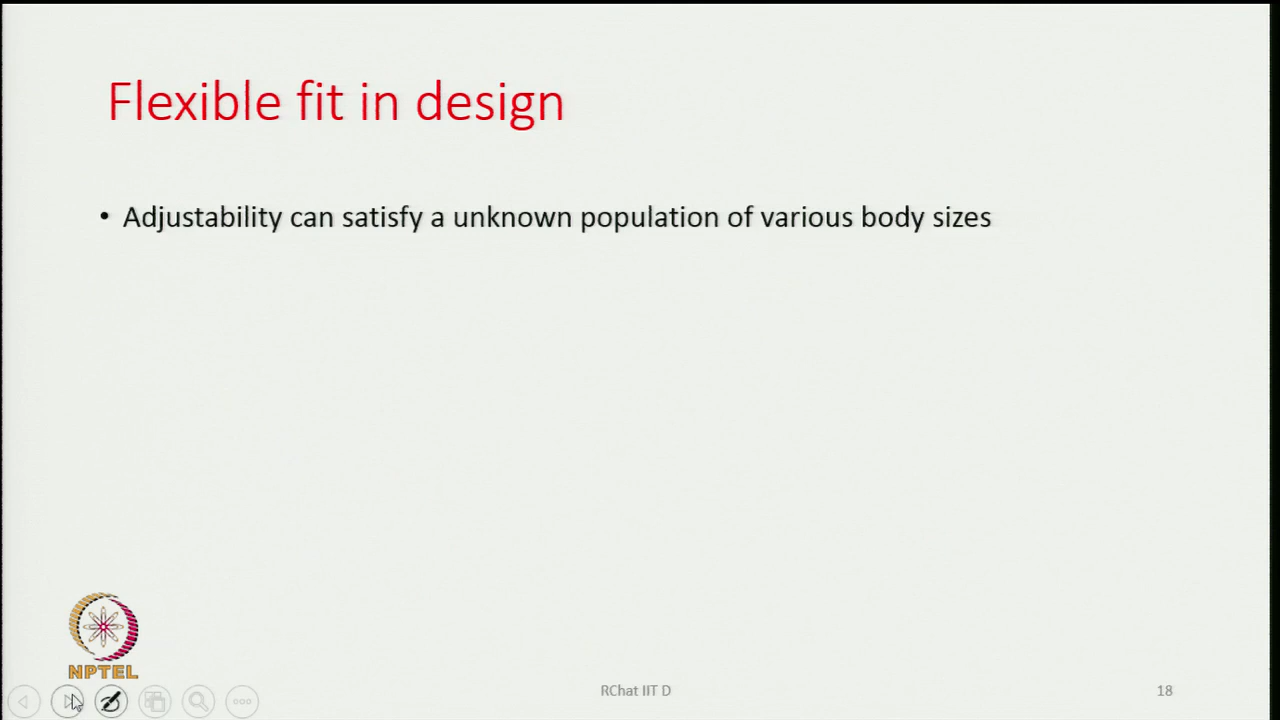 Flexible fit in design
• Adjustability can satisfy a unknown population of various body sizes
NPTEL
RChat IIT D
18